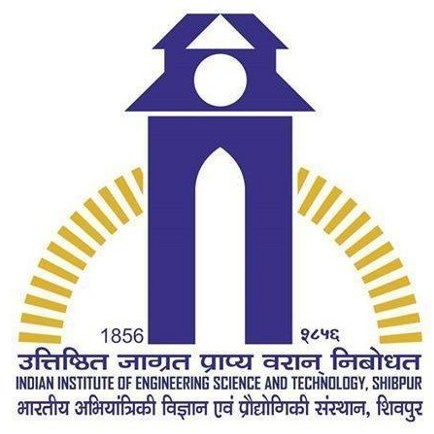 1856 १८५६
उत्तिष्ठित जाग्रत प्राप्य वरान् निबोधत
INDIAN INSTITUTE OF ENGINEERING SCIENCE AND TECHNOLOGY, SHIBPUR
भारतीय अभियांत्रिकी विज्ञान एवं प्रौद्योगिकी संस्थान, शिवपुर